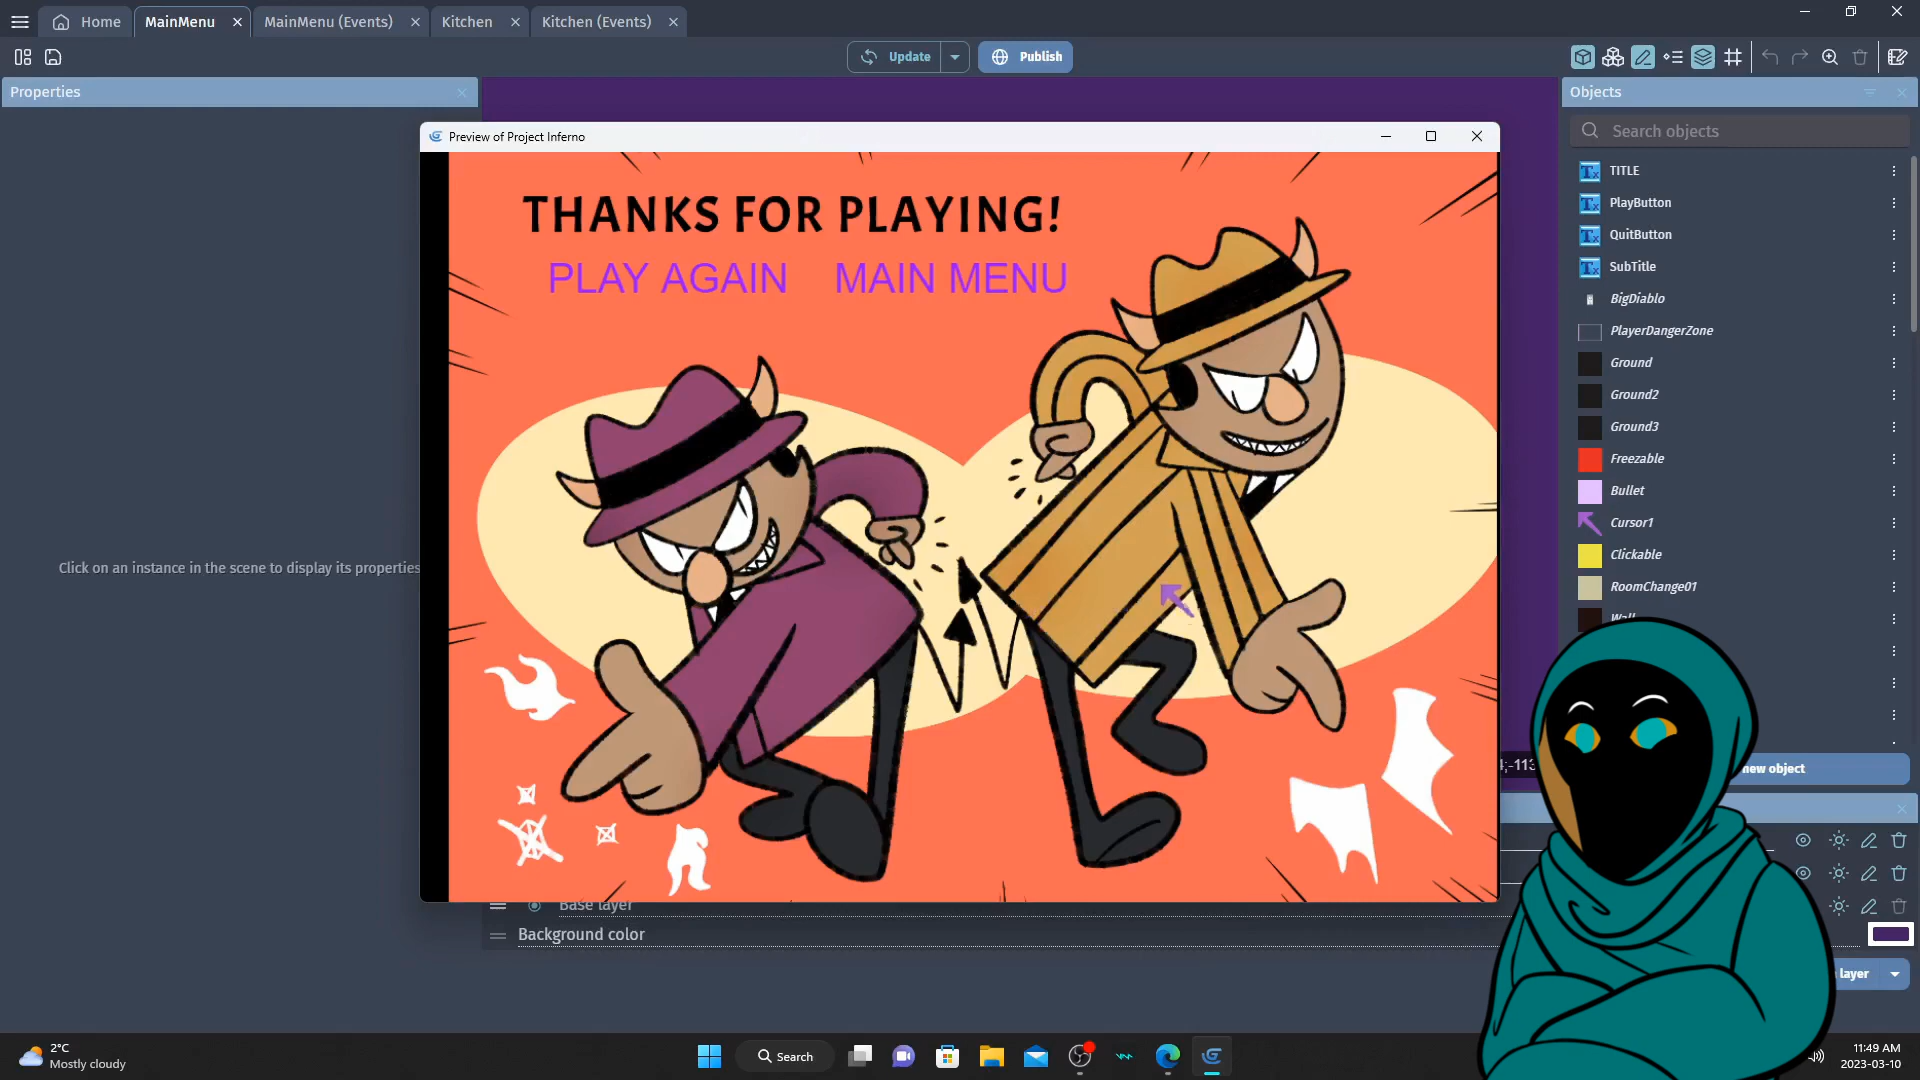 Home
MainMenu
MainMenu (Events)
Kitchen
Kitchen (Events)
Update
Publish
Properties
Objects
Preview of Project Inferno
Search objects
THANKS FOR PLAYING!
PLAY AGAIN
MAIN MENU
TITLE
PlayButton
QuitButton
SubTitle
BigDiablo
PlayerDangerZone
Ground
Ground2
Ground3
Freezable
Bullet
Cursor1
Clickable
RoomChange01
Wall
Click on an instance in the scene to display its properties
new object
Base layer
Background color
layer
2°C
Mostly cloudy
Search
11:49 AM
2023-03-10